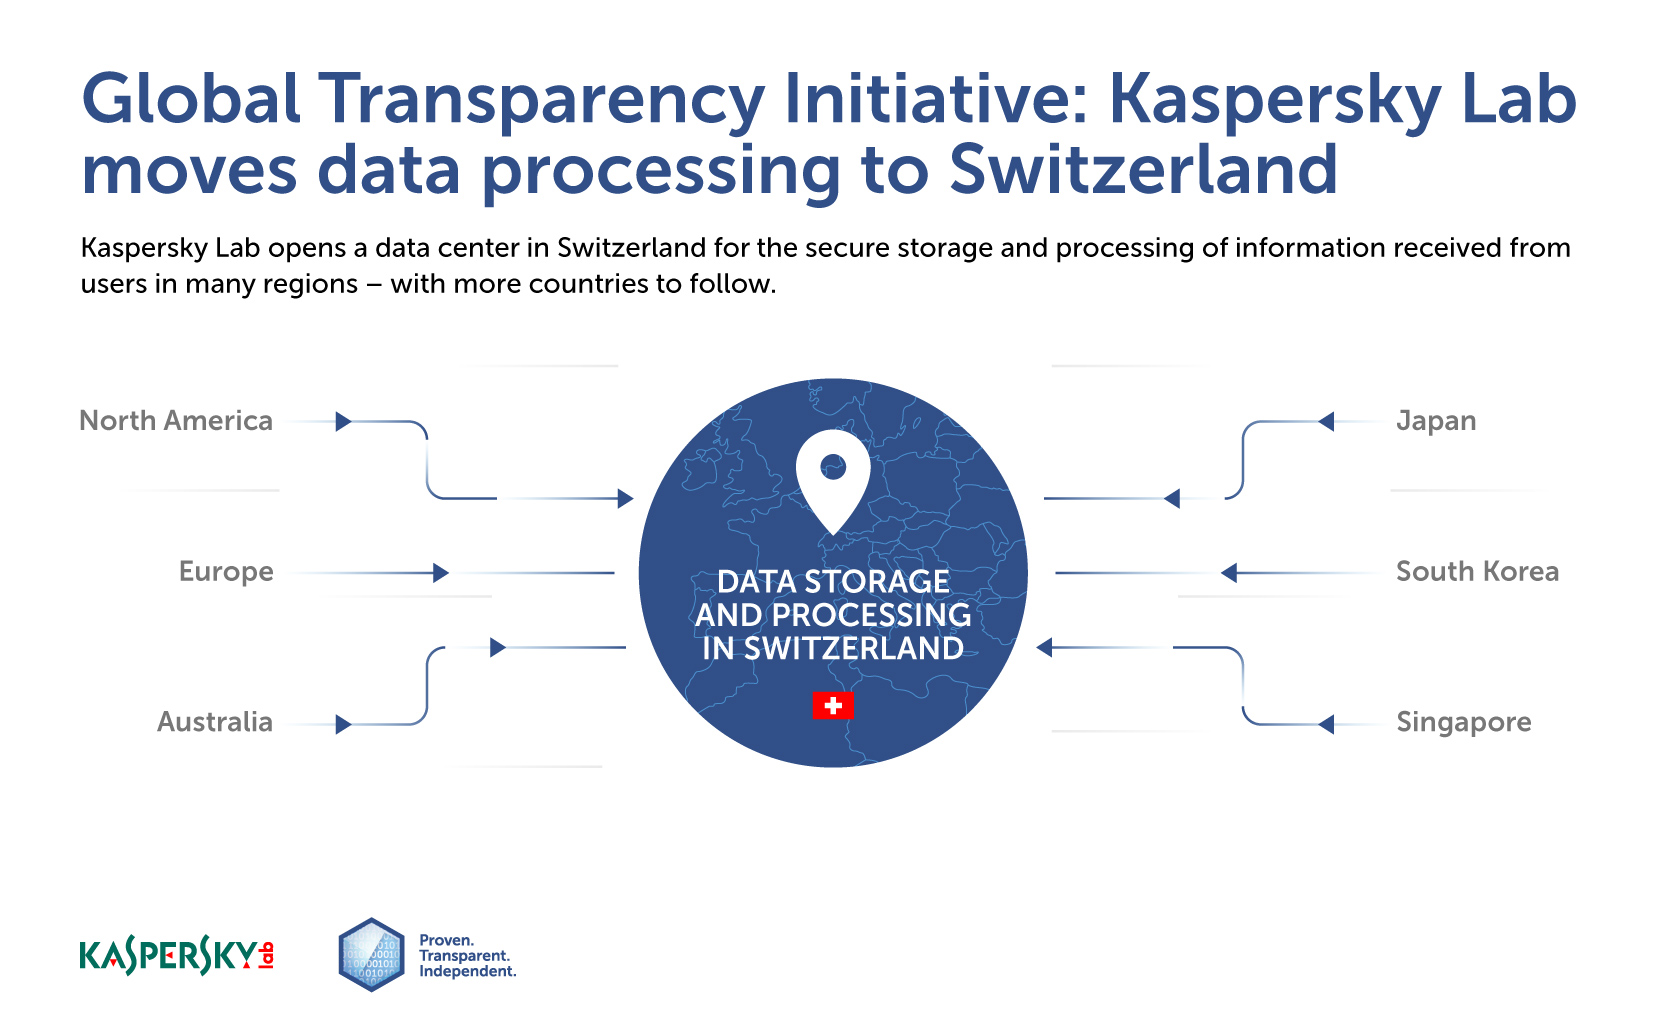 Global Transparency Initiative: Kaspersky Lab
moves data processing to Switzerland
Kaspersky Lab opens a data center in Switzerland for the secure storage and processing of information received from
users in many regions – with more countries to follow.
North America
Europe
Australia
DATA STORAGE
AND PROCESSING
IN SWITZERLAND
Japan
South Korea
Singapore
KASPERSKY lab
Proven.
Transparent.
Independent.